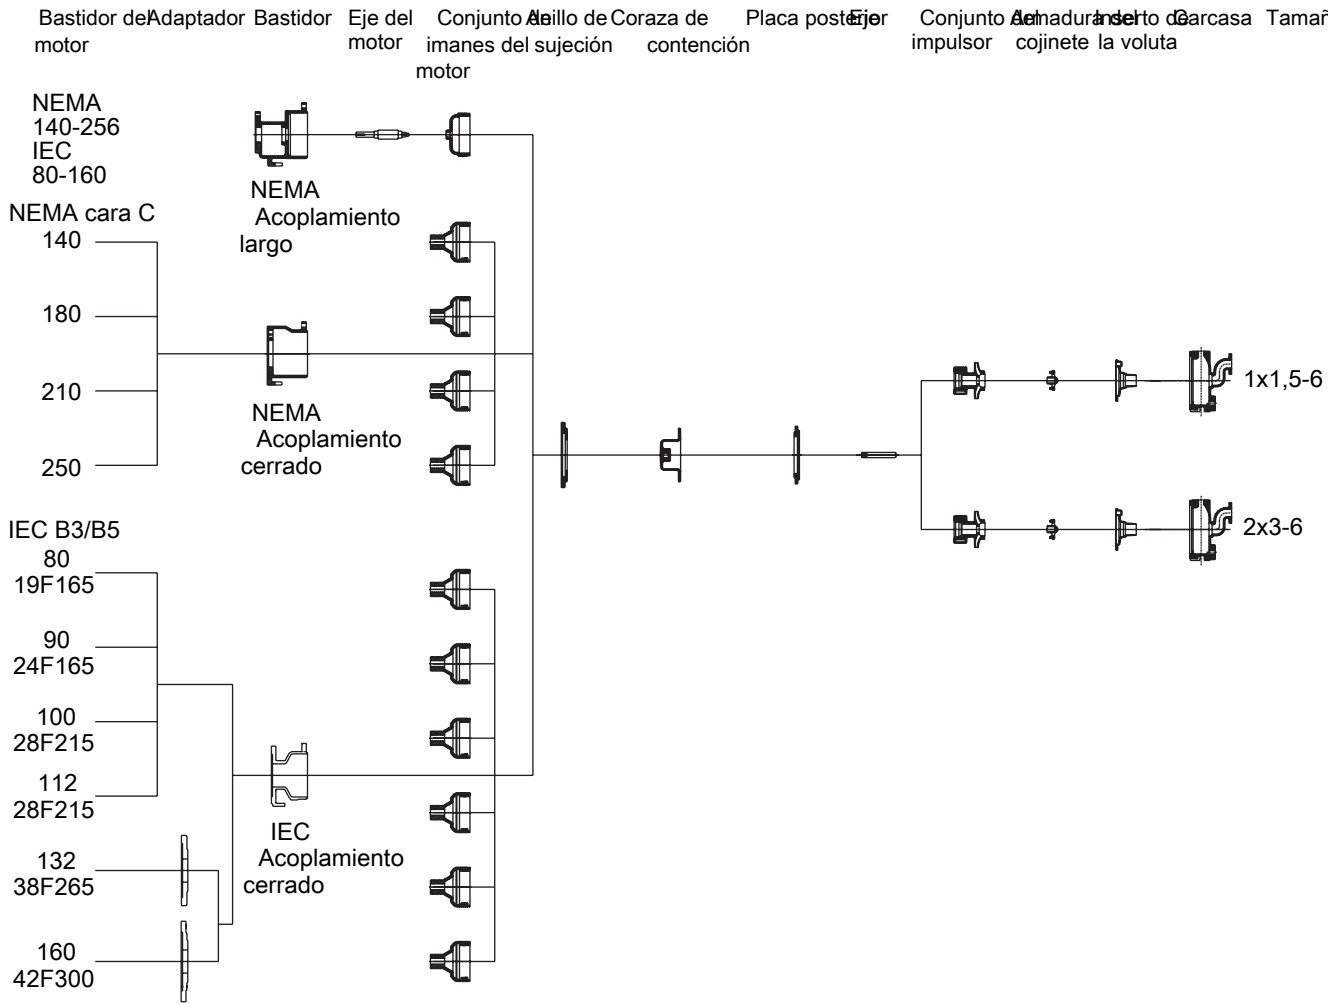 Bastidor del motor
Adaptador
Bastidor
Eje del motor
Conjunto de imanes del motor
Anillo de sujeción
Coraza de contención
Placa posterior
Eje
Conjunto del impulsor
Armadura del cojinete
Inserto de la voluta
Carcasa
Tamañ
NEMA
140-256
IEC
80-160
NEMA
Acoplamiento
largo
NEMA cara C
140
180
210
250
NEMA
Acoplamiento
cerrado
1x1,5-6
2x3-6
IEC B3/B5
80
19F165
90
24F165
100
28F215
112
28F215
132
38F265
160
42F300
IEC
Acoplamiento
cerrado